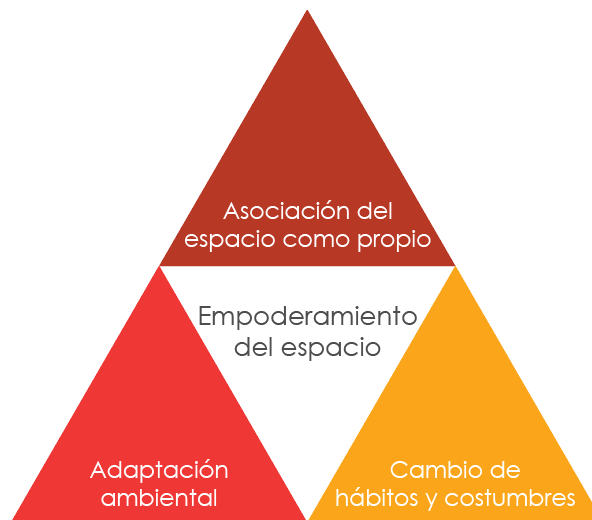 Asociación del
espacio como propio
Empoderamiento
del espacio
Adaptación
ambiental
Cambio de
hábitos y costumbres